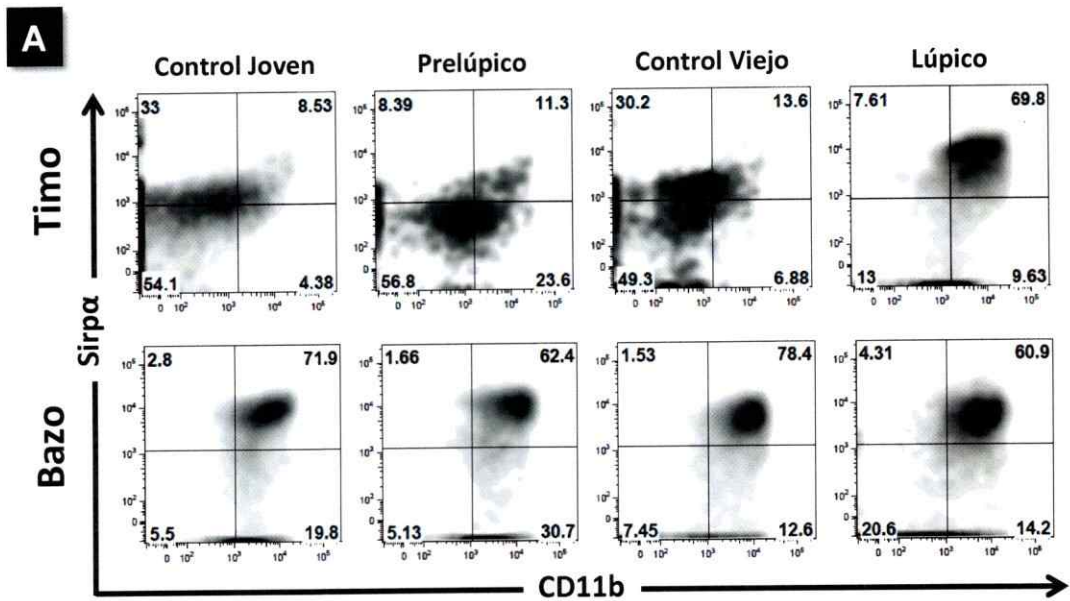 A
Control Joven Prelúpico Control Viejo Lúpico
Timo
Bazo
Sirpα
CD11b
33 8.53
54.1 4.38
8.39 11.3
56.8 23.6
30.2 13.6
49.3 6.88
7.61 69.8
13 9.63
2.8 71.9
5.5 19.8
1.66 62.4
5.13 30.7
1.53 78.4
7.45 12.6
4.31 60.9
20.6 14.2